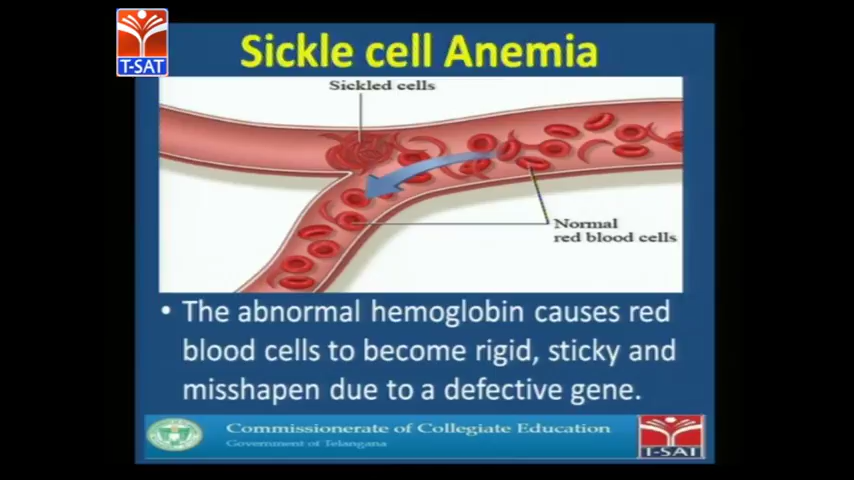 T-SAT
Sickle cell Anemia
Sickled cells
Normal
red blood cells
• The abnormal hemoglobin causes red
blood cells to become rigid, sticky and
misshapen due to a defective gene.
Commissionerate of Collegiate Education
Government of Telangana
T-SAT